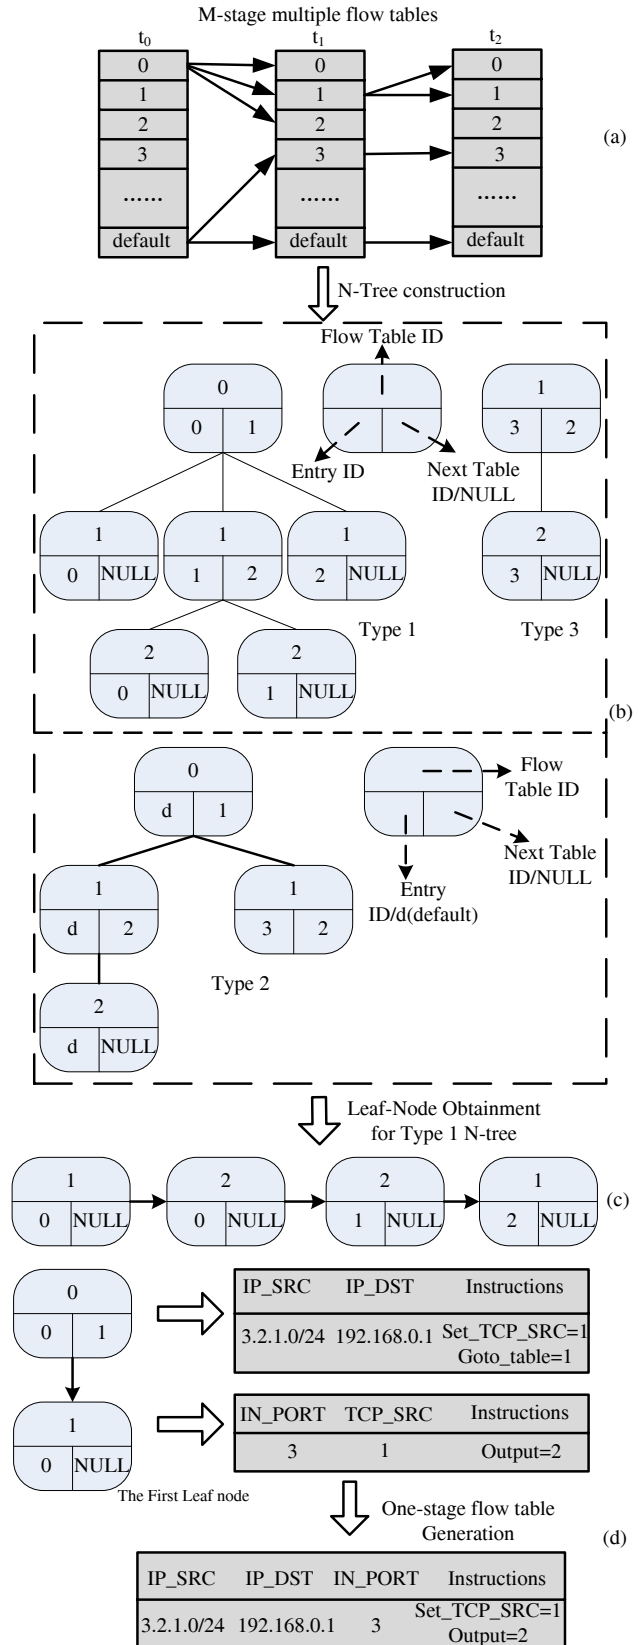 M-stage multiple flow tables
t0 t1 t2
0 0 0
1 1 1
2 2 2
3 3 3
...... ...... ......
default default default
(a)
N-Tree construction
Flow Table ID
0
0 1
Entry ID
Next Table
ID/NULL
1
3 2
1
0 NULL
1
1 2
1
2 NULL
2
3 NULL
Type 1
Type 3
2
0 NULL
2
1 NULL
(b)
0
d 1
Flow
Table ID
Next Table
ID/NULL
Entry
ID/d(default)
1
d 2
1
3 2
Type 2
2
d NULL
Leaf-Node Obtainment
for Type 1 N-tree
1
0 NULL
2
0 NULL
2
1 NULL
1
2 NULL
(c)
0
0 1
IP_SRC IP_DST Instructions
3.2.1.0/24 192.168.0.1 Set_TCP_SRC=1
Goto_table=1
1
0 NULL
The First Leaf node
IN_PORT TCP_SRC Instructions
3 1 Output=2
One-stage flow table
Generation
(d)
IP_SRC IP_DST IN_PORT Instructions
3.2.1.0/24 192.168.0.1 3 Set_TCP_SRC=1
Output=2